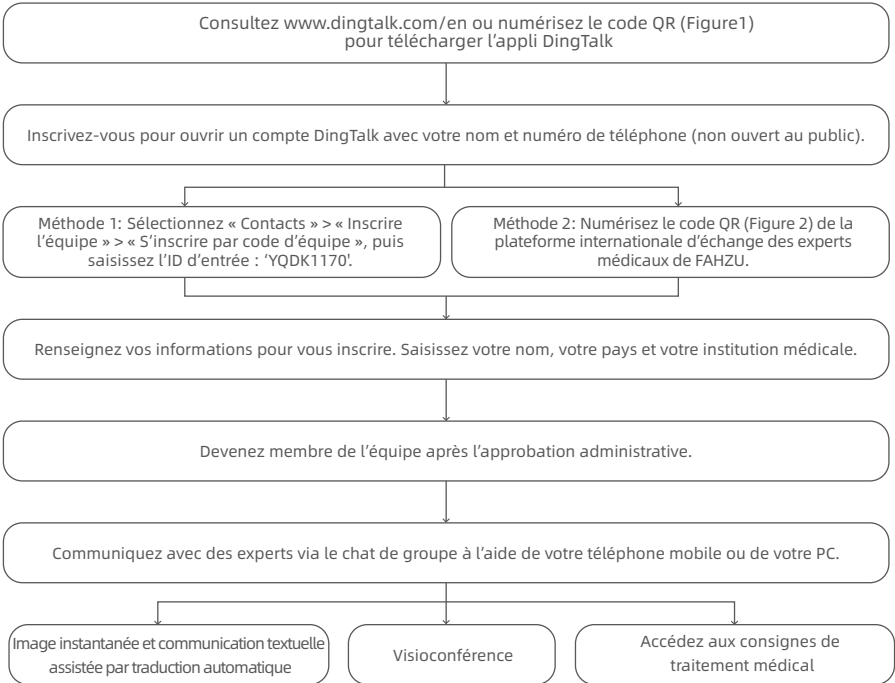 Consultez www.dingtalk.com/en ou numérisez le code QR (Figure1)
pour télécharger l’appli DingTalk
Inscrivez-vous pour ouvrir un compte DingTalk avec votre nom et numéro de téléphone (non ouvert au public).
Méthode 1: Sélectionnez « Contacts » > « Inscrire
l’équipe » > « S’inscrire par code d’équipe », puis
saisissez l’ID d’entrée : ‘YQDK1170’.
Méthode 2: Numérisez le code QR (Figure 2) de la
plateforme internationale d’échange des experts
médicaux de FAHZU.
Renseignez vos informations pour vous inscrire. Saisissez votre nom, votre pays et votre institution médicale.
Devenez membre de l’équipe après l’approbation administrative.
Communiquez avec des experts via le chat de groupe à l’aide de votre téléphone mobile ou de votre PC.
Image instantanée et communication textuelle
assistée par traduction automatique
Visioconférence
Accédez aux consignes de
traitement médical